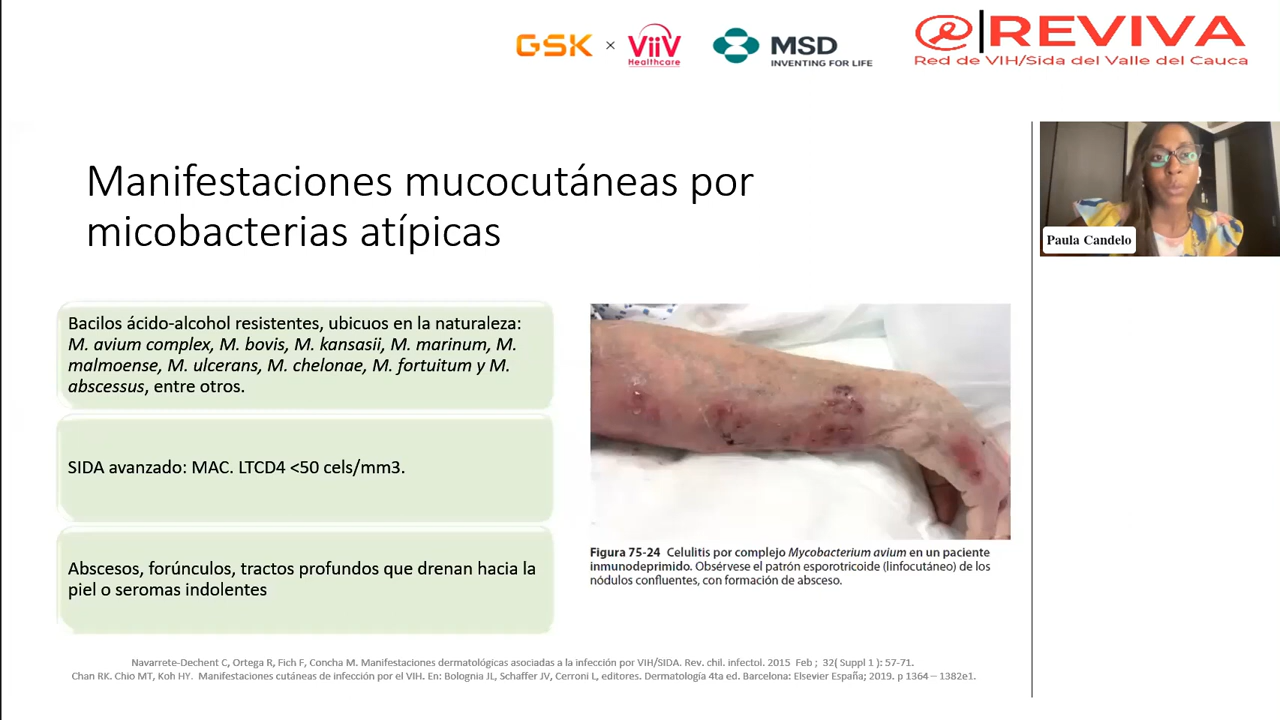 GSK × ViiV Healthcare
MSD
INVENTING FOR LIFE
REVIVA
Red de VIH/Sida del Valle del Cauca
Manifestaciones mucocutáneas por
micobacterias atípicas
Paula Candelo
Bacilos ácido-alcohol resistentes, ubicuos en la naturaleza:
M. avium complex, M. bovis, M. kansasii, M. marinum, M.
malmoense, M. ulcerans, M. chelonae, M. fortuitum y M.
abscessus, entre otros.
SIDA avanzado: MAC. LTCD4 <50 cels/mm3.
Abscesos, forúnculos, tractos profundos que drenan hacia la
piel o seromas indolentes
Figura 75-24 Celulitis por complejo Mycobacterium avium en un paciente
inmunodeprimido. Obsérvese el patrón esporotricoide (linfocutáneo) de los
nódulos confluentes, con formación de absceso.
Navarrete-Dechent C, Ortega R, Fich F, Concha M. Manifestaciones dermatológicas asociadas a la infección por VIH/SIDA. Rev. chil. infectol. 2015 Feb ; 32( Suppl 1 ): 57-71.
Chan RK. Chio MT, Koh HY. Manifestaciones cutáneas de infección por el VIH. En: Bolognia JL, Schaffer JV, Cerroni L, editores. Dermatología 4ta ed. Barcelona: Elsevier España; 2019. p 1364 – 1382e1.